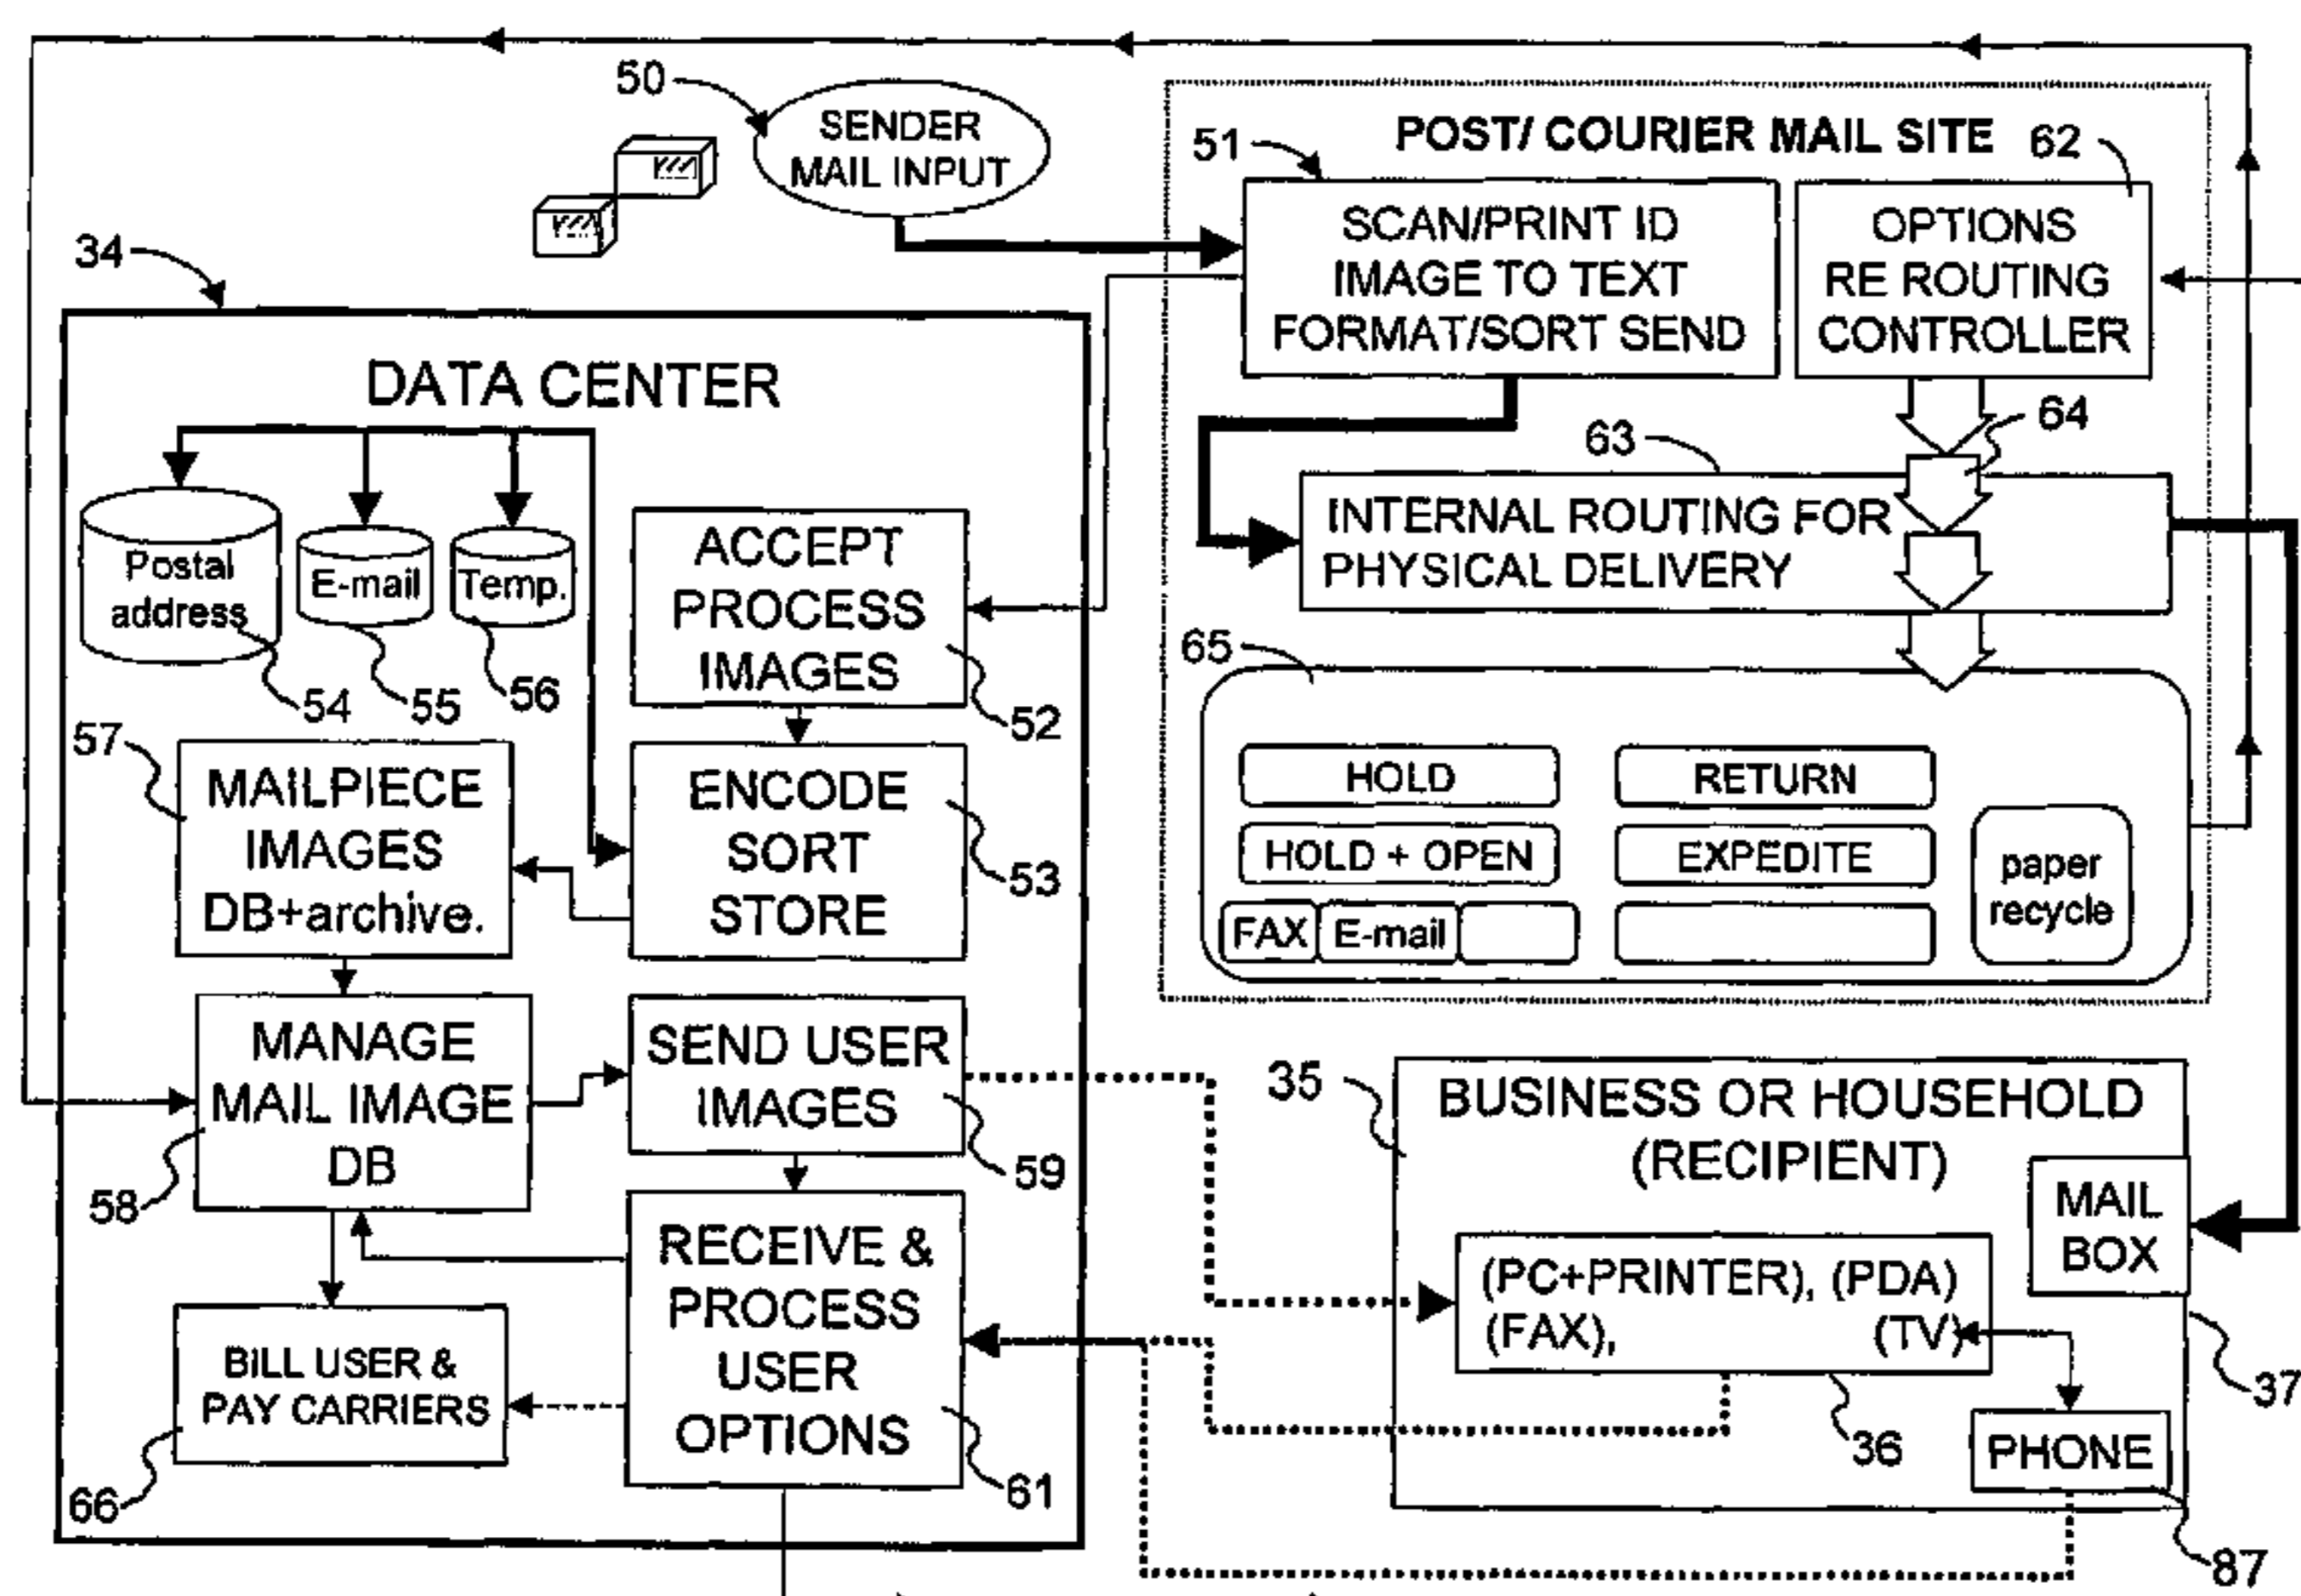 50
SENDER
MAIL INPUT
POST/ COURIER MAIL SITE
51
62
SCAN/PRINT ID
IMAGE TO TEXT
FORMAT/SORT SEND
OPTIONS
RE ROUTING
CONTROLLER
64
63
INTERNAL ROUTING FOR
PHYSICAL DELIVERY
65
HOLD
RETURN
HOLD + OPEN
EXPEDITE
FAX
E-mail
paper
recycle
34
DATA CENTER
Postal
address
E-mail
Temp.
54
55
56
ACCEPT
PROCESS
IMAGES
52
57
MAILPIECE
IMAGES
DB+archive.
ENCODE
SORT
STORE
53
MANAGE
MAIL IMAGE
DB
58
SEND USER
IMAGES
59
RECEIVE &
PROCESS
USER
OPTIONS
61
BILL USER &
PAY CARRIERS
66
35
BUSINESS OR HOUSEHOLD
(RECIPIENT)
MAIL
BOX
37
(PC+PRINTER), (PDA)
(FAX), (TV)
36
PHONE
87